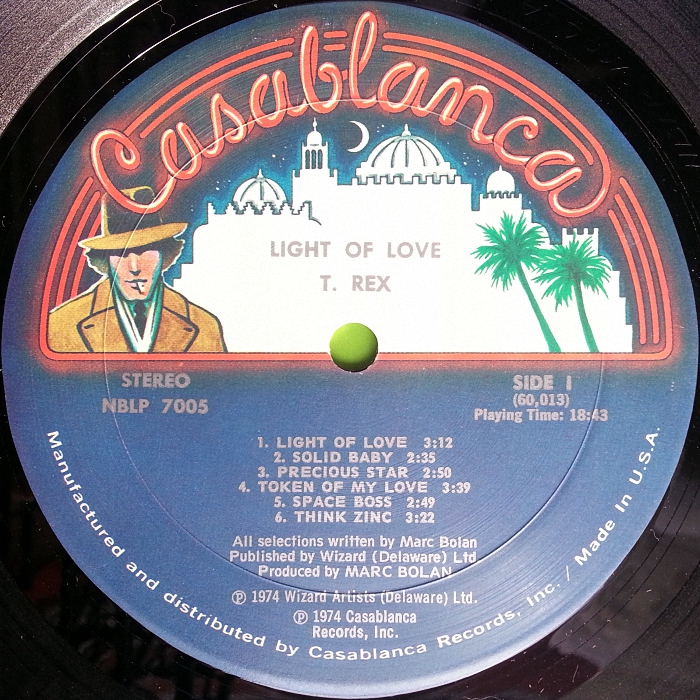 Casablanca
LIGHT OF LOVE
T. REX
STEREO
NBLP 7005
SIDE 1
(60,013)
Playing Time: 18:43
1. LIGHT OF LOVE 3:12
2. SOLID BABY 2:35
3. PRECIOUS STAR 2:50
4. TOKEN OF MY LOVE 3:39
5. SPACE BOSS 2:49
6. THINK ZINC 3:22
All selections written by Marc Bolan
Published by Wizard (Delaware) Ltd
Produced by MARC BOLAN
℗ 1974 Wizard Artists (Delaware) Ltd.
℗ 1974 Casablanca
Records, Inc.
Manufactured and distributed by Casablanca Records, Inc. / Made In U.S.A.